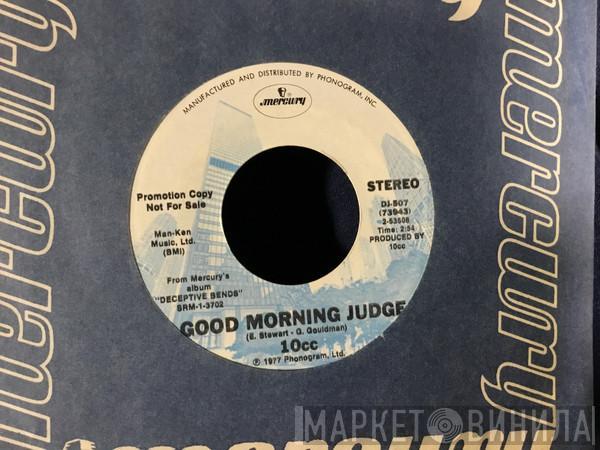 mercury
MANUFACTURED AND DISTRIBUTED BY PHONOGRAM, INC.
mercury
Promotion Copy
Not For Sale
Man-Ken
Music, Ltd.
(BMI)
From Mercury's
album
"DECEPTIVE BENDS"
SRM-1-3702
STEREO
DJ-507
(73943)
2-53508
Time: 2:54
PRODUCED BY
10cc
GOOD MORNING JUDGE
(E. Stewart - G. Gouldman)
10cc
℗ 1977 Phonogram, Ltd.
mercury
mercury
МАРКЕТ ВИНИЛА